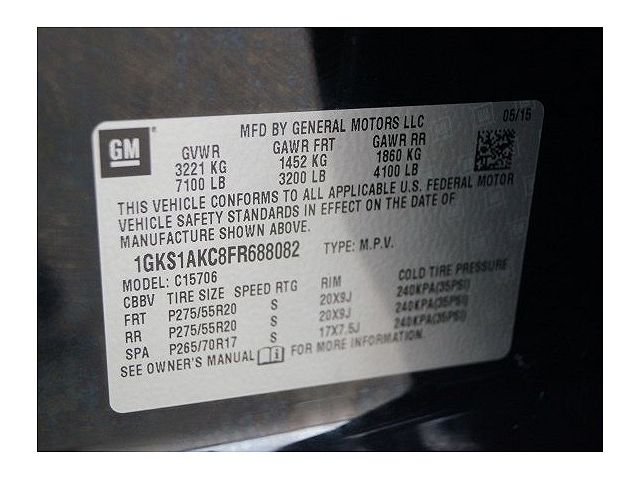 GM
MFD BY GENERAL MOTORS LLC 05/15
GVWR GAWR FRT GAWR RR
3221 KG 1452 KG 1860 KG
7100 LB 3200 LB 4100 LB
THIS VEHICLE CONFORMS TO ALL APPLICABLE U.S. FEDERAL MOTOR
VEHICLE SAFETY STANDARDS IN EFFECT ON THE DATE OF
MANUFACTURE SHOWN ABOVE.
1GKS1AKC8FR688082 TYPE: M.P.V.
MODEL: C15706
CBBV TIRE SIZE SPEED RTG RIM COLD TIRE PRESSURE
FRT P275/55R20 S 20X9J 240KPA(35PSI)
RR P275/55R20 S 20X9J 240KPA(35PSI)
SPA P265/70R17 S 17X7.5J 240KPA(35PSI)
SEE OWNER'S MANUAL FOR MORE INFORMATION.